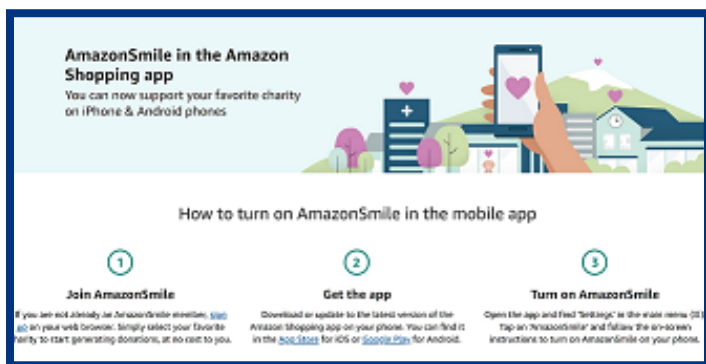 AmazonSmile in the Amazon
Shopping app
You can now support your favorite charity
on iPhone & Android phones
How to turn on AmazonSmile in the mobile app
1
Join AmazonSmile
If you are not already an AmazonSmile member, sign
up on your web browser. Simply select your favorite
charity to start generating donations, at no cost to you.
2
Get the app
Download or update to the latest version of the
Amazon Shopping app on your phone. You can find it
in the App Store for iOS or Google Play for Android.
3
Turn on AmazonSmile
Open the app and find 'Settings' in the main menu (☰).
Tap on 'AmazonSmile' and follow the on-screen
instructions to turn on AmazonSmile on your phone.